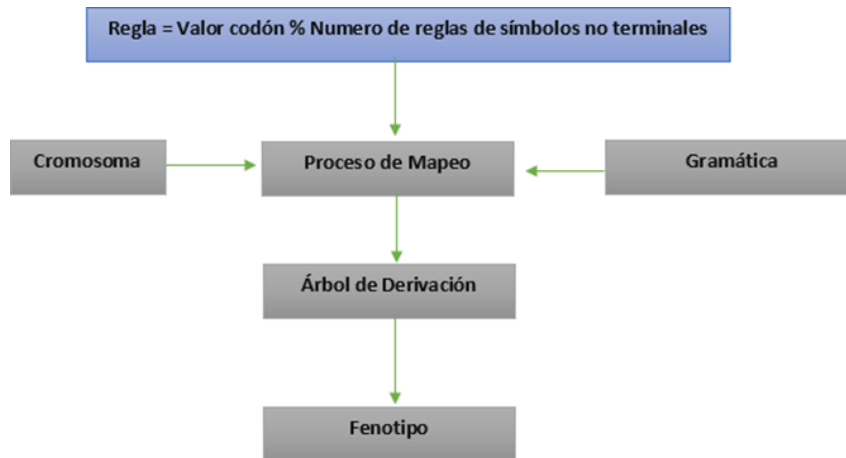 Regla = Valor codón % Numero de reglas de símbolos no terminales
Cromosoma
Proceso de Mapeo
Gramática
Árbol de Derivación
Fenotipo